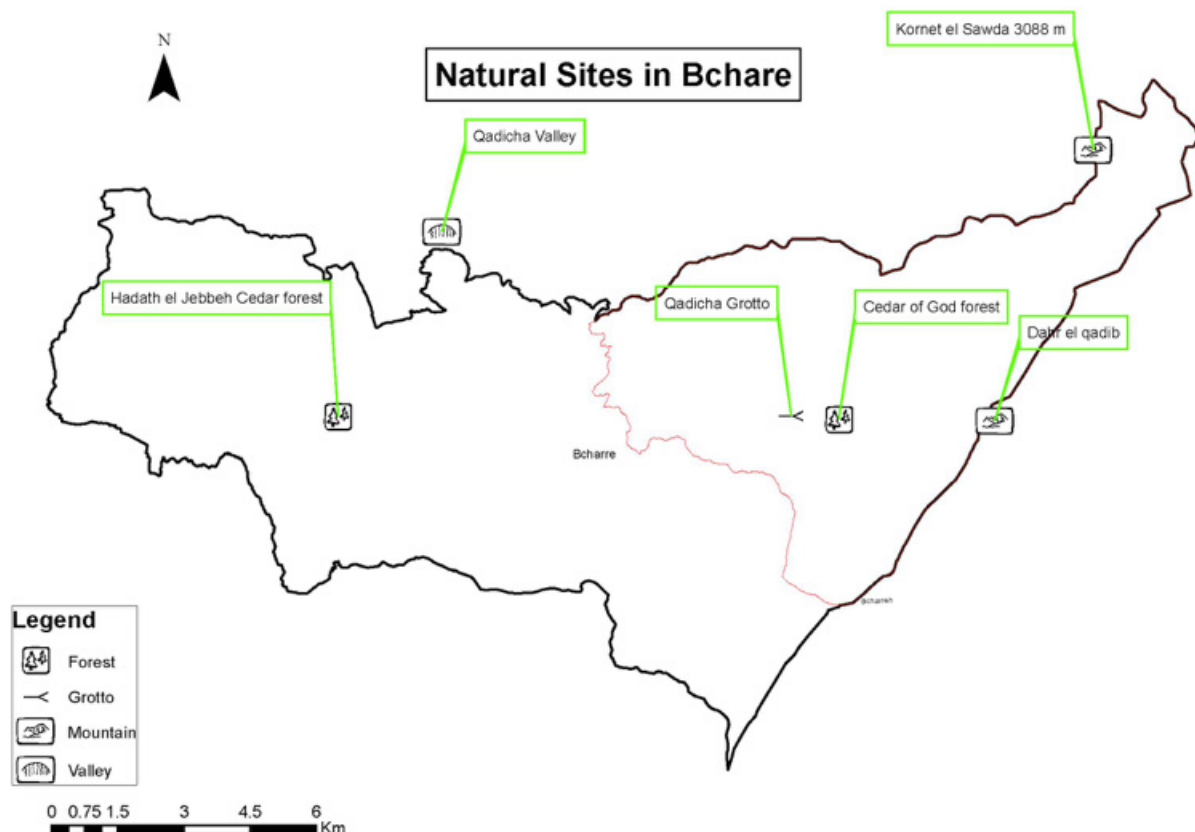 Kornet el Sawda 3088 m
N
Natural Sites in Bchare
Qadicha Valley
Hadath el Jebbeh Cedar forest
Qadicha Grotto
Cedar of God forest
Dahr el qadib
Bcharre
Bcharreh
Legend
Forest
Grotto
Mountain
Valley
0 0.75 1.5 3 4.5 6
Km